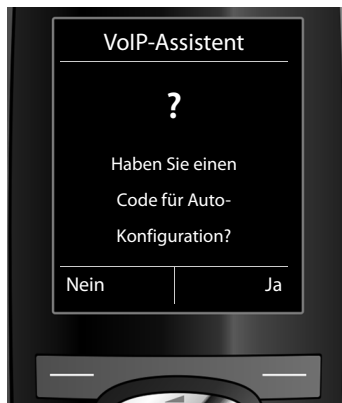 VoIP-Assistent
?
Haben Sie einen
Code für Auto-
Konfiguration?
Nein Ja